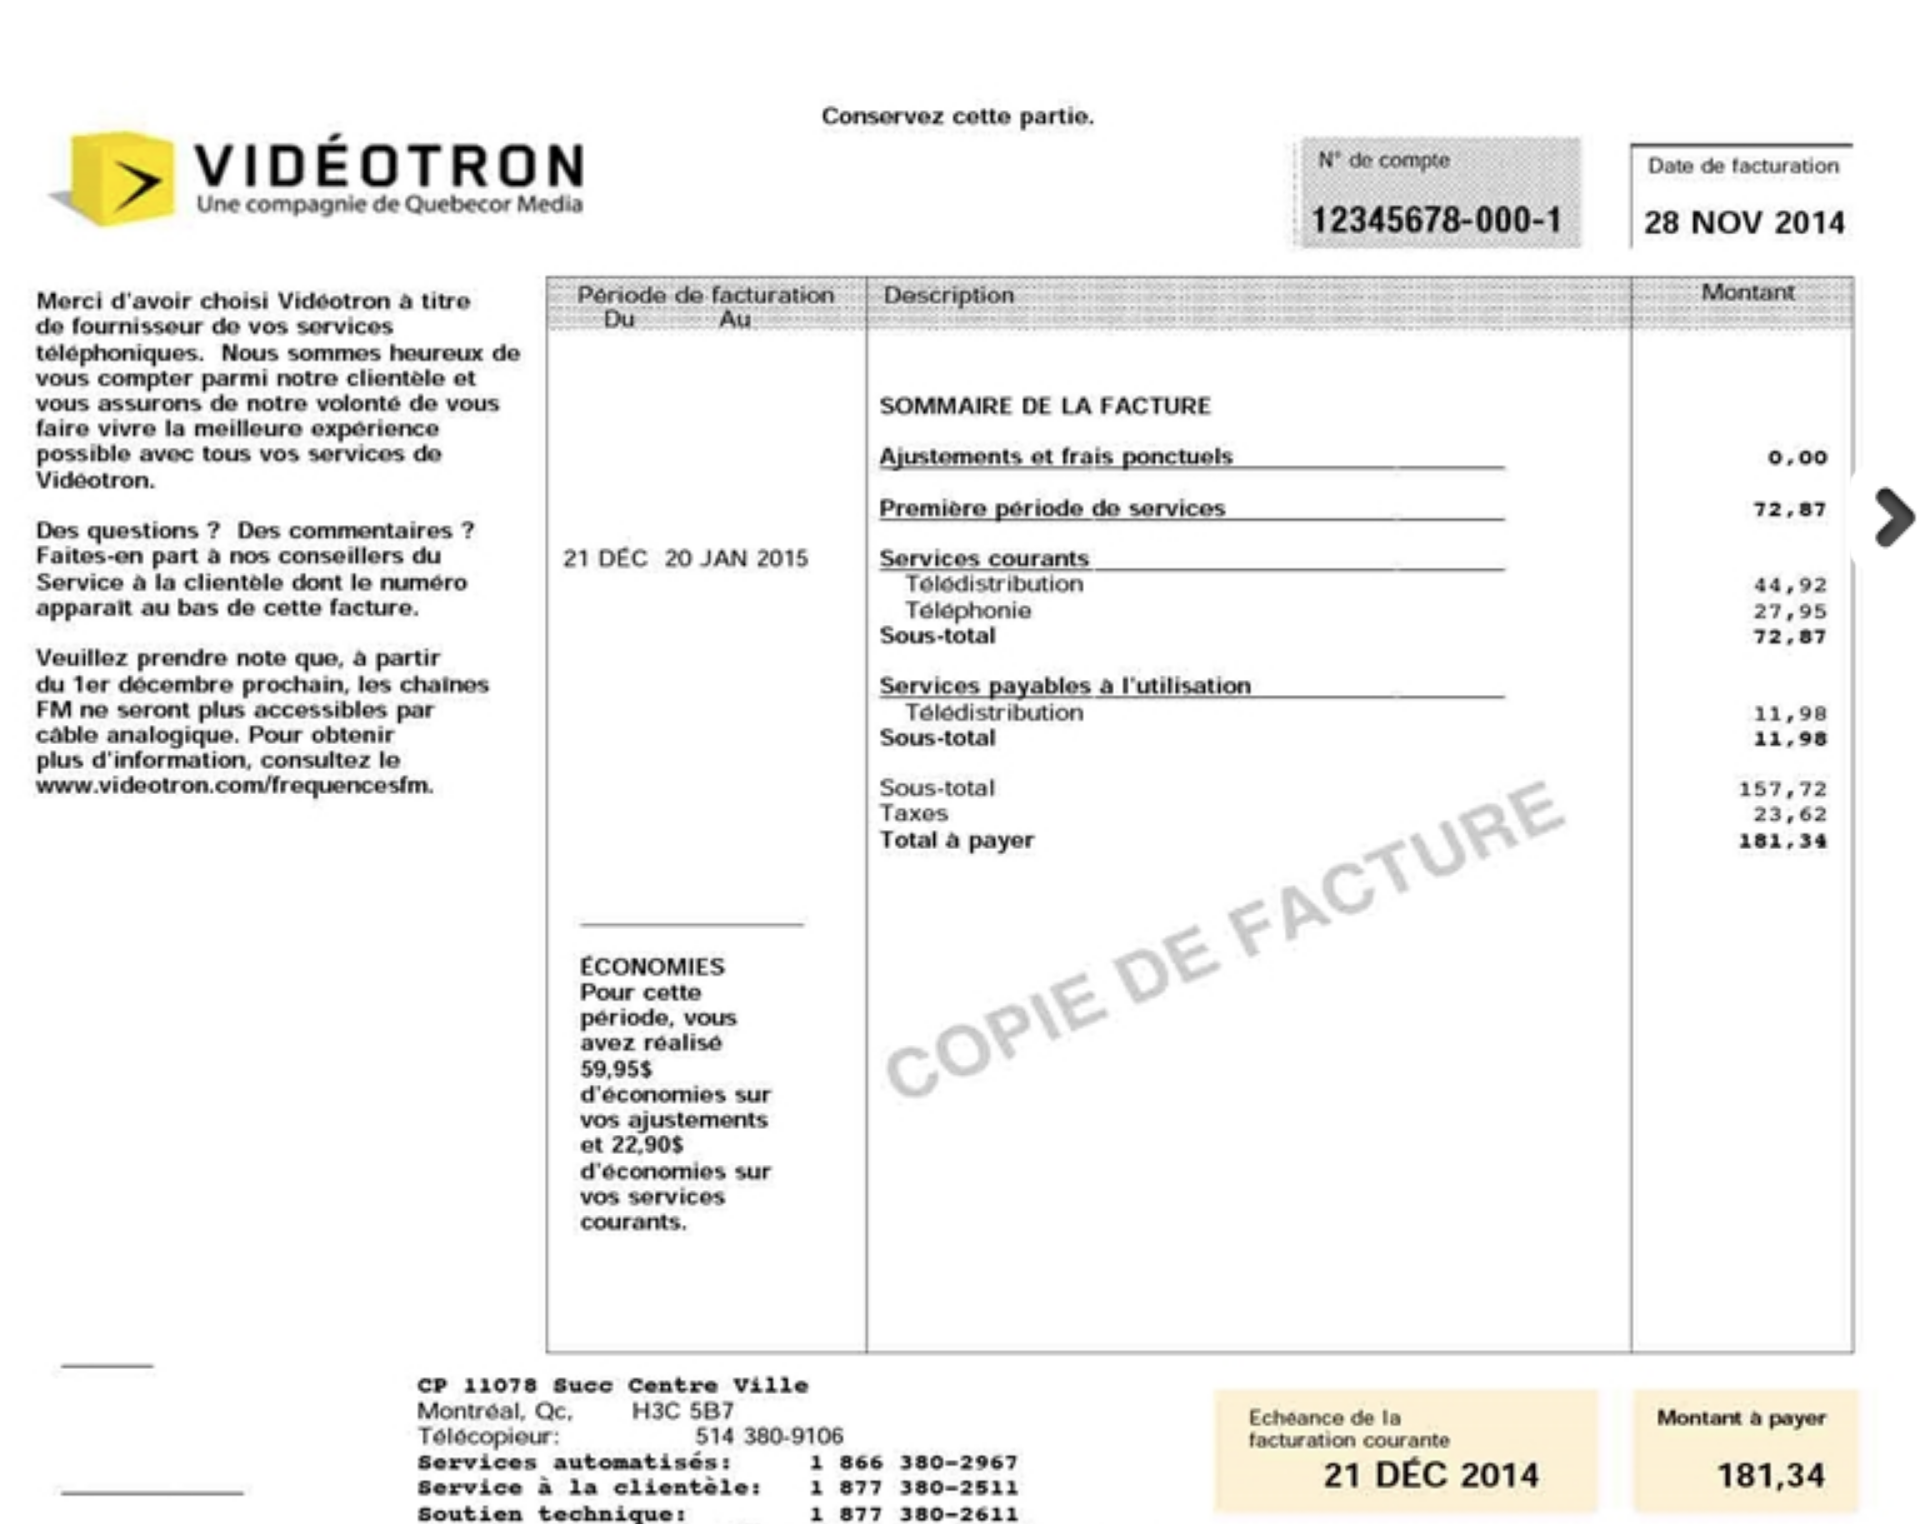 Conservez cette partie.
VIDÉOTRON
Une compagnie de Quebecor Media
N° de compte
12345678-000-1
Date de facturation
28 NOV 2014
Merci d'avoir choisi Vidéotron à titre
de fournisseur de vos services
téléphoniques.  Nous sommes heureux de
vous compter parmi notre clientèle et
vous assurons de notre volonté de vous
faire vivre la meilleure expérience
possible avec tous vos services de
Vidéotron.
Des questions ?  Des commentaires ?
Faites-en part à nos conseillers du
Service à la clientèle dont le numéro
apparaît au bas de cette facture.
Veuillez prendre note que, à partir
du 1er décembre prochain, les chaînes
FM ne seront plus accessibles par
câble analogique. Pour obtenir
plus d'information, consultez le
www.videotron.com/frequencesfm.
Période de facturation Description Montant
Du Au
SOMMAIRE DE LA FACTURE
Ajustements et frais ponctuels 0,00
Première période de services 72,87
21 DÉC 20 JAN 2015 Services courants
Télédistribution 44,92
Téléphonie 27,95
Sous-total 72,87
Services payables à l'utilisation
Télédistribution 11,98
Sous-total 11,98
Sous-total 157,72
Taxes 23,62
Total à payer 181,34
COPIE DE FACTURE
ÉCONOMIES
Pour cette
période, vous
avez réalisé
59,95$
d'économies sur
vos ajustements
et 22,90$
d'économies sur
vos services
courants.
CP 11078 Succ Centre Ville
Montréal, Qc, H3C 5B7
Télécopieur: 514 380-9106
Services automatisés: 1 866 380-2967
Service à la clientèle: 1 877 380-2511
Soutien technique: 1 877 380-2611
Echéance de la
facturation courante
21 DÉC 2014
Montant à payer
181,34